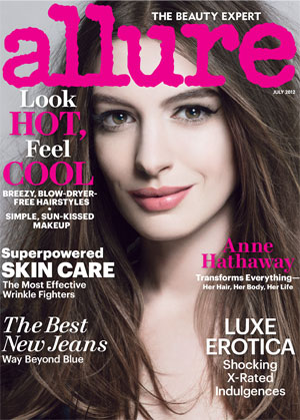 THE BEAUTY EXPERT
allure
JULY 2012
Look
HOT,
Feel
COOL
BREEZY, BLOW-DRYER-
FREE HAIRSTYLES
•
SIMPLE, SUN-KISSED
MAKEUP
Superpowered
SKIN CARE
The Most Effective
Wrinkle Fighters
The Best
New Jeans
Way Beyond Blue
Anne
Hathaway
Transforms Everything—
Her Hair, Her Body, Her Life
LUXE
EROTICA
Shocking
X-Rated
Indulgences